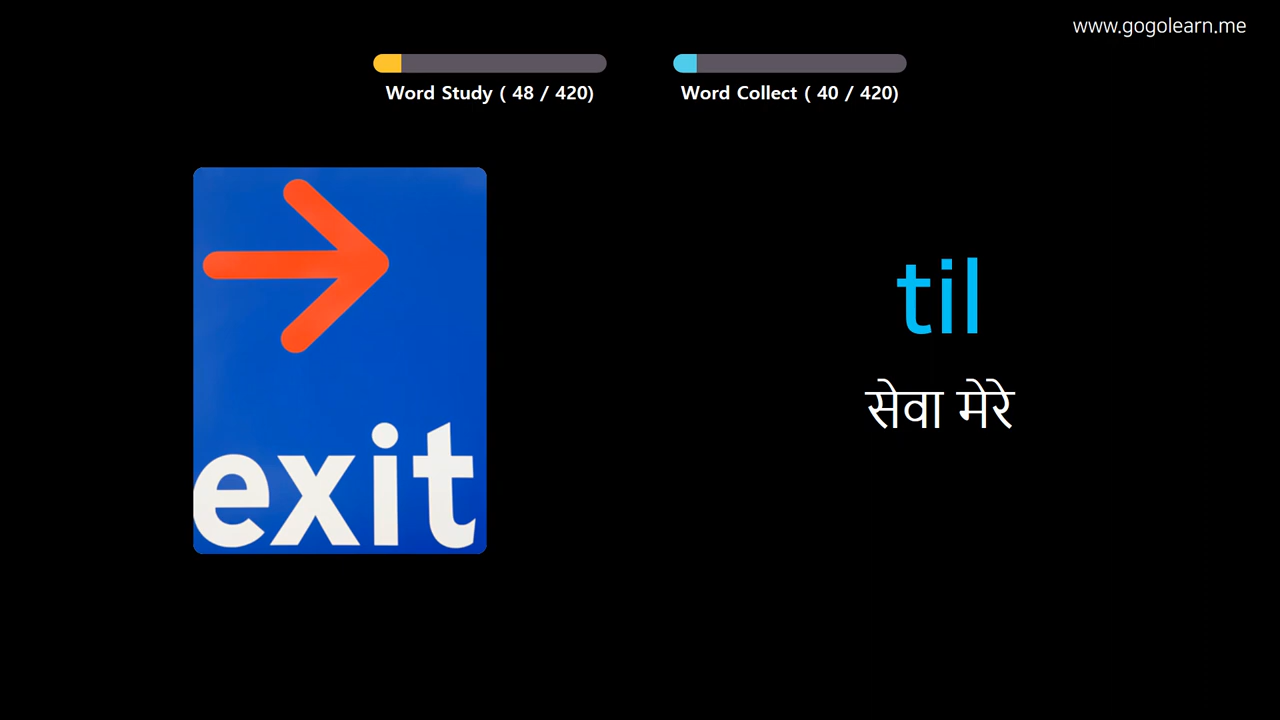 www.gogolearn.me
Word Study ( 48 / 420)
Word Collect ( 40 / 420)
exit
til
सेवा मेरे